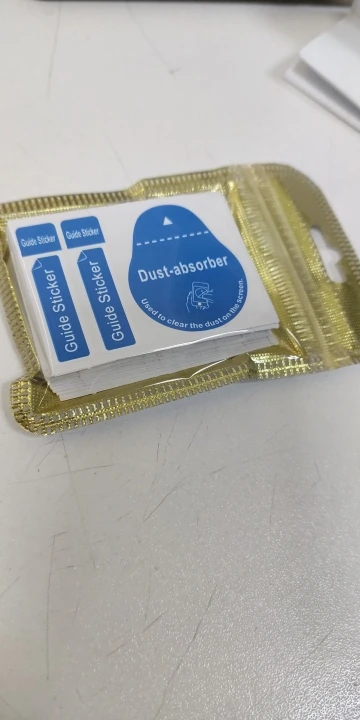 Guide Sticker
Guide Sticker
Guide Sticker
Guide Sticker
Dust-absorber
Used to clear the dust on the screen.